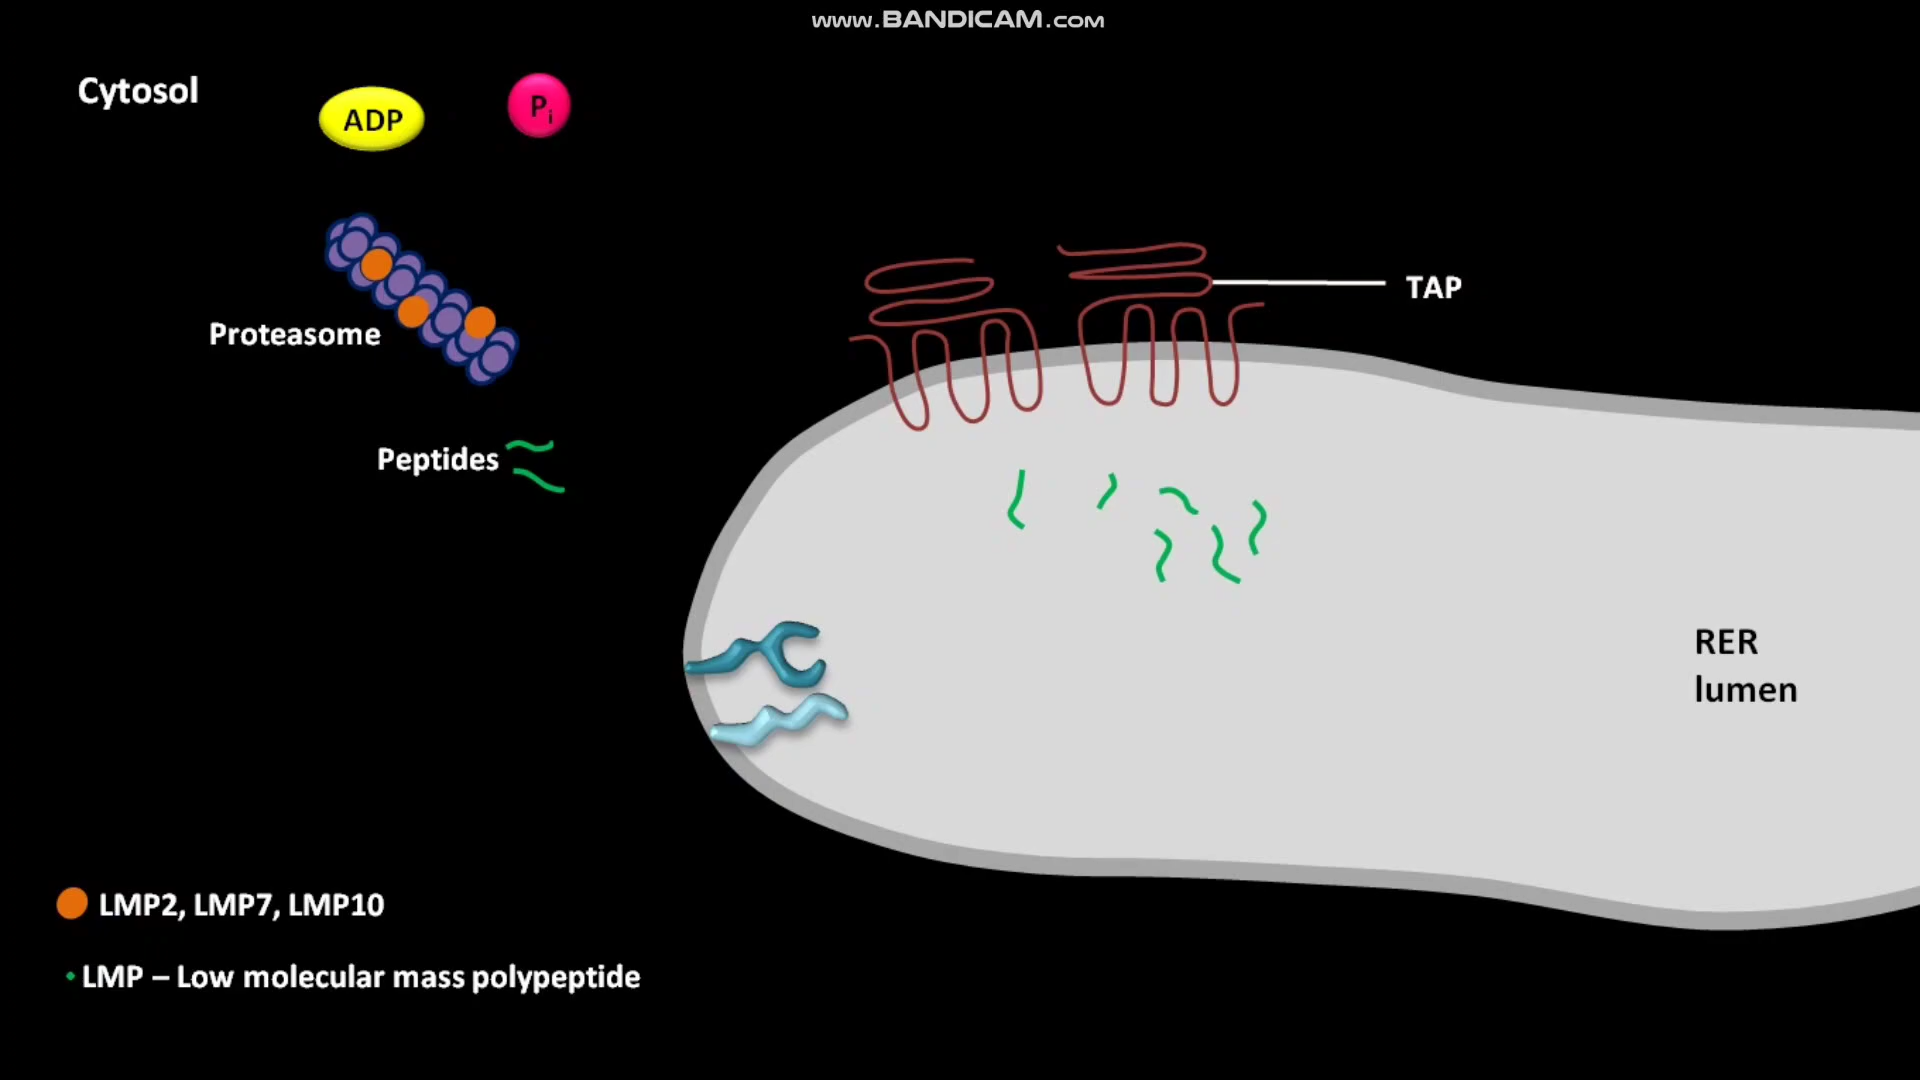 www.BANDICAM.com
Cytosol
ADP
Pi
TAP
Proteasome
Peptides
RER
lumen
LMP2, LMP7, LMP10
LMP – Low molecular mass polypeptide